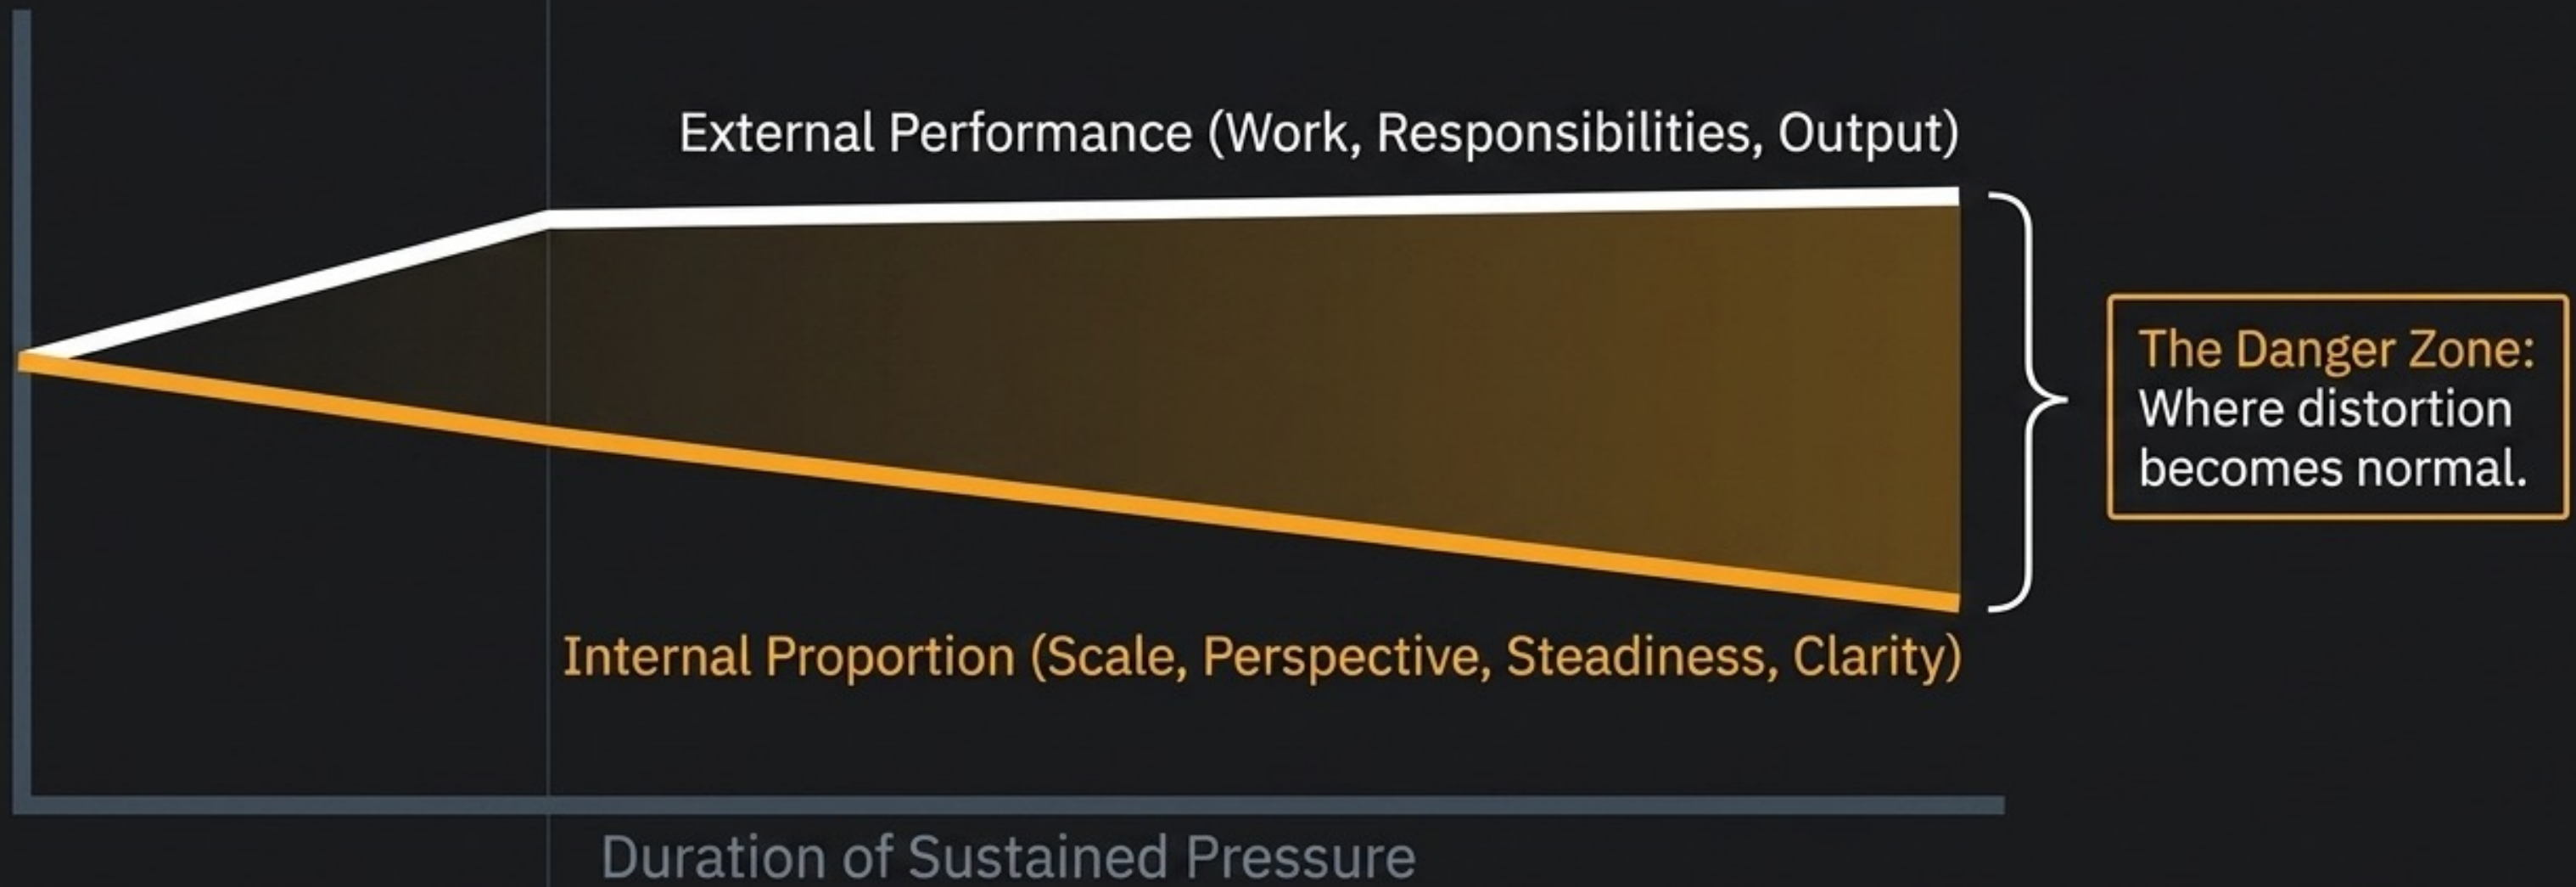 External Performance (Work, Responsibilities, Output)
The Danger Zone:
Where distortion
becomes normal.
Internal Proportion (Scale, Perspective, Steadiness, Clarity)
Duration of Sustained Pressure